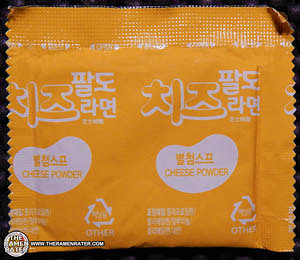 팔도
치즈
라면
팔도
치즈
라면
별첨스프
CHEESE POWDER
별첨스프
CHEESE POWDER
OTHER
OTHER
THE
RAMEN
RATER
WWW.THERAMENRATER.COM